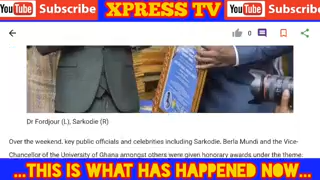 YouTube Subscribe XPRESS TV YouTube Subscribe
0
Dr Fordjour (L), Sarkodie (R)
Over the weekend, key public officials and celebrities including Sarkodie, Berla Mundi and the Vice-
Chancellor of the University of Ghana amongst others were given honorary awards under the theme:
...THIS IS WHAT HAS HAPPENED NOW...